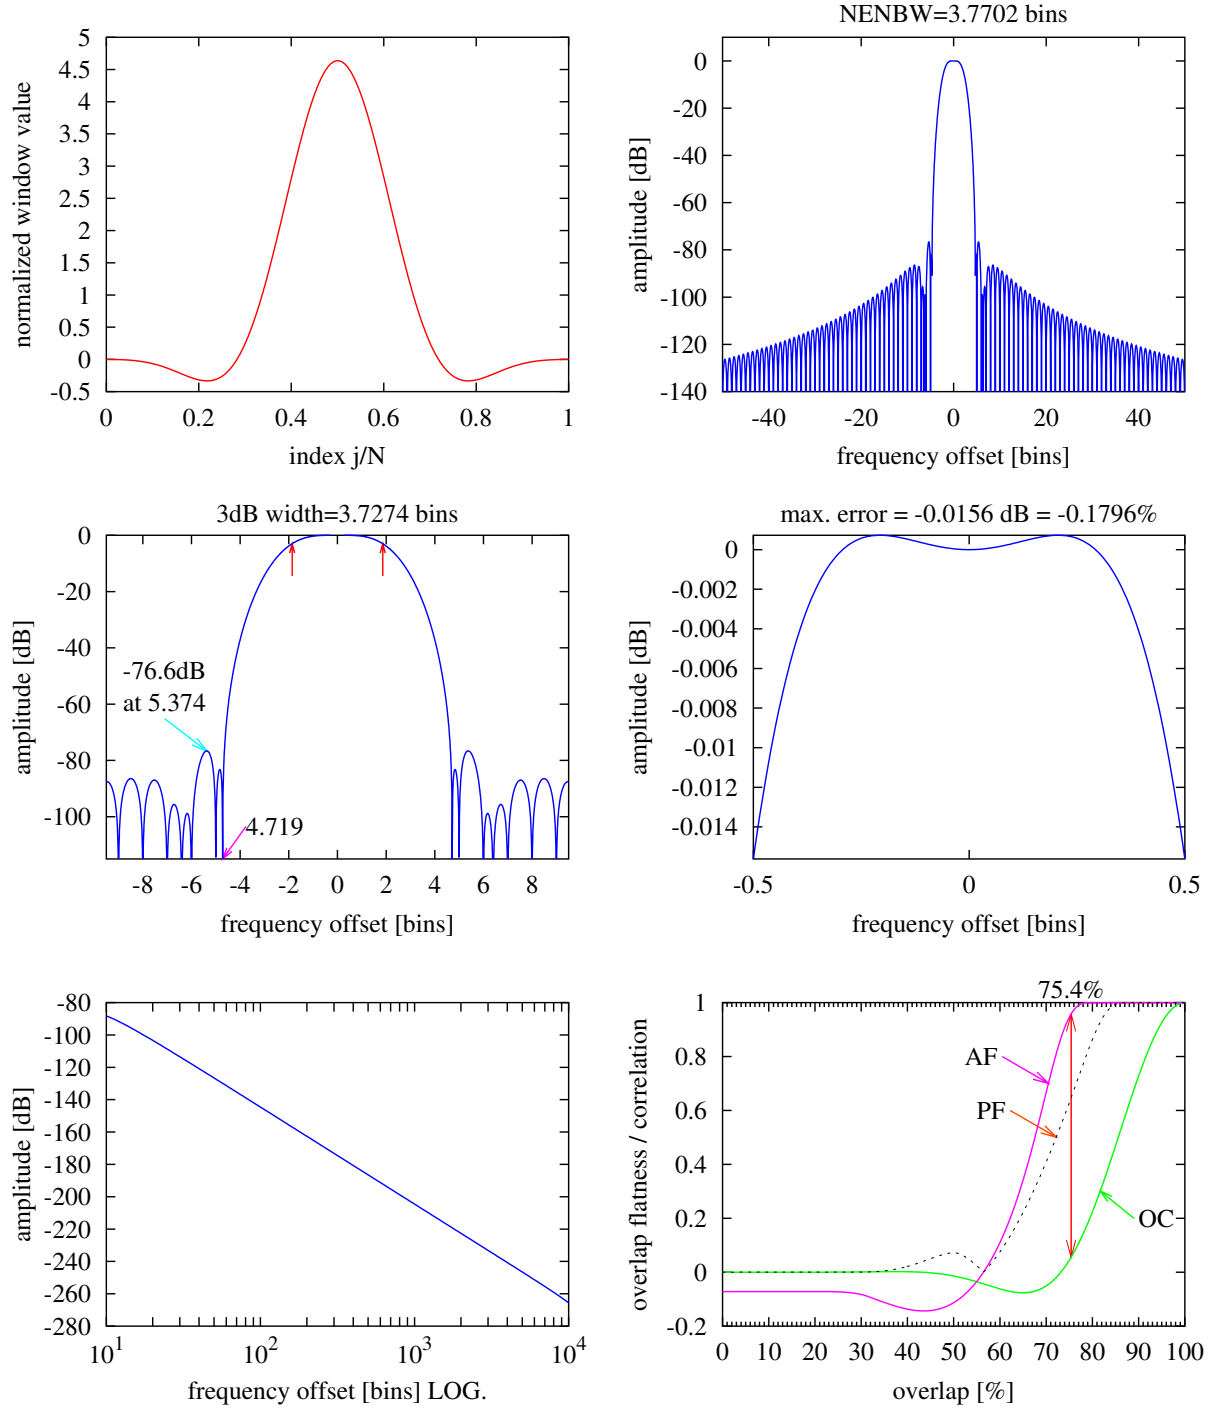 normalized window value
5
4.5
4
3.5
3
2.5
2
1.5
1
0.5
0
-0.5
0 0.2 0.4 0.6 0.8 1
index j/N
NENBW=3.7702 bins
amplitude [dB]
0
-20
-40
-60
-80
-100
-120
-140
-40 -20 0 20 40
frequency offset [bins]
3dB width=3.7274 bins
amplitude [dB]
0
-20
-40
-60
-80
-100
-76.6dB
at 5.374
4.719
-8 -6 -4 -2 0 2 4 6 8
frequency offset [bins]
max. error = -0.0156 dB = -0.1796%
amplitude [dB]
0
-0.002
-0.004
-0.006
-0.008
-0.01
-0.012
-0.014
-0.5 0 0.5
frequency offset [bins]
amplitude [dB]
-80
-100
-120
-140
-160
-180
-200
-220
-240
-260
-280
10^1 10^2 10^3 10^4
frequency offset [bins] LOG.
75.4%
overlap flatness / correlation
1
0.8
0.6
0.4
0.2
0
-0.2
AF
PF
OC
0 10 20 30 40 50 60 70 80 90 100
overlap [%]